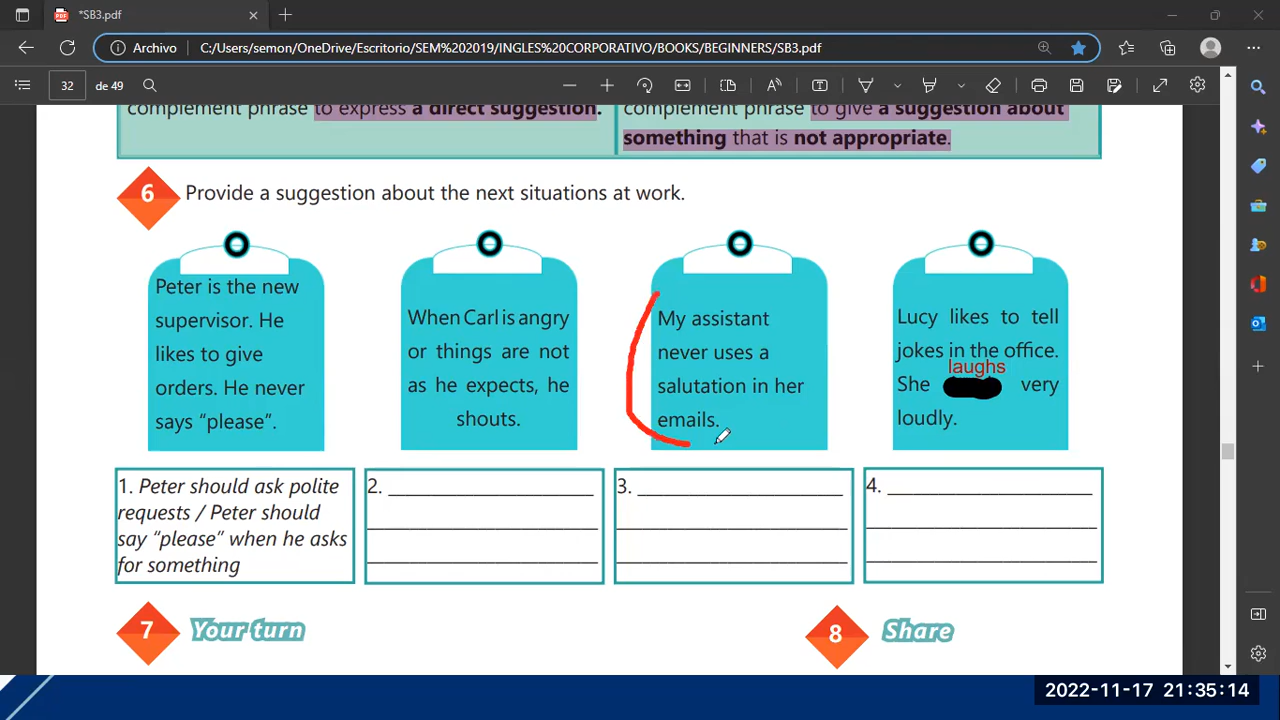 *SB3.pdf
Archivo
C:/Users/semon/OneDrive/Escritorio/SEM%202019/INGLES%20CORPORATIVO/BOOKS/BEGINNERS/SB3.pdf
32
de 49
complement phrase to express a direct suggestion.
complement phrase to give a suggestion about
something that is not appropriate.
6
Provide a suggestion about the next situations at work.
Peter is the new
supervisor. He
likes to give
orders. He never
says “please”.
When Carl is angry
or things are not
as he expects, he
shouts.
My assistant
never uses a
salutation in her
emails.
Lucy likes to tell
jokes in the office.
laughs
She very
loudly.
1. Peter should ask polite
requests / Peter should
say “please” when he asks
for something
2. ____________________
3. ____________________
4. ____________________
7
Your turn
8
Share
2022-11-17 21:35:14